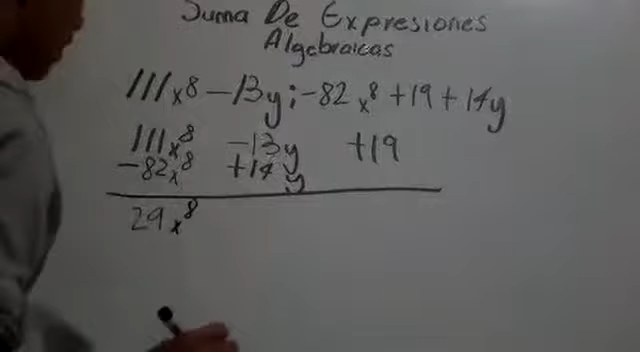 Suma De Expresiones
Algebraicas
111x⁸ -13y; -82x⁸ +19 +14y
111x⁸ -13y +19
-82x⁸ +14y
29x⁸